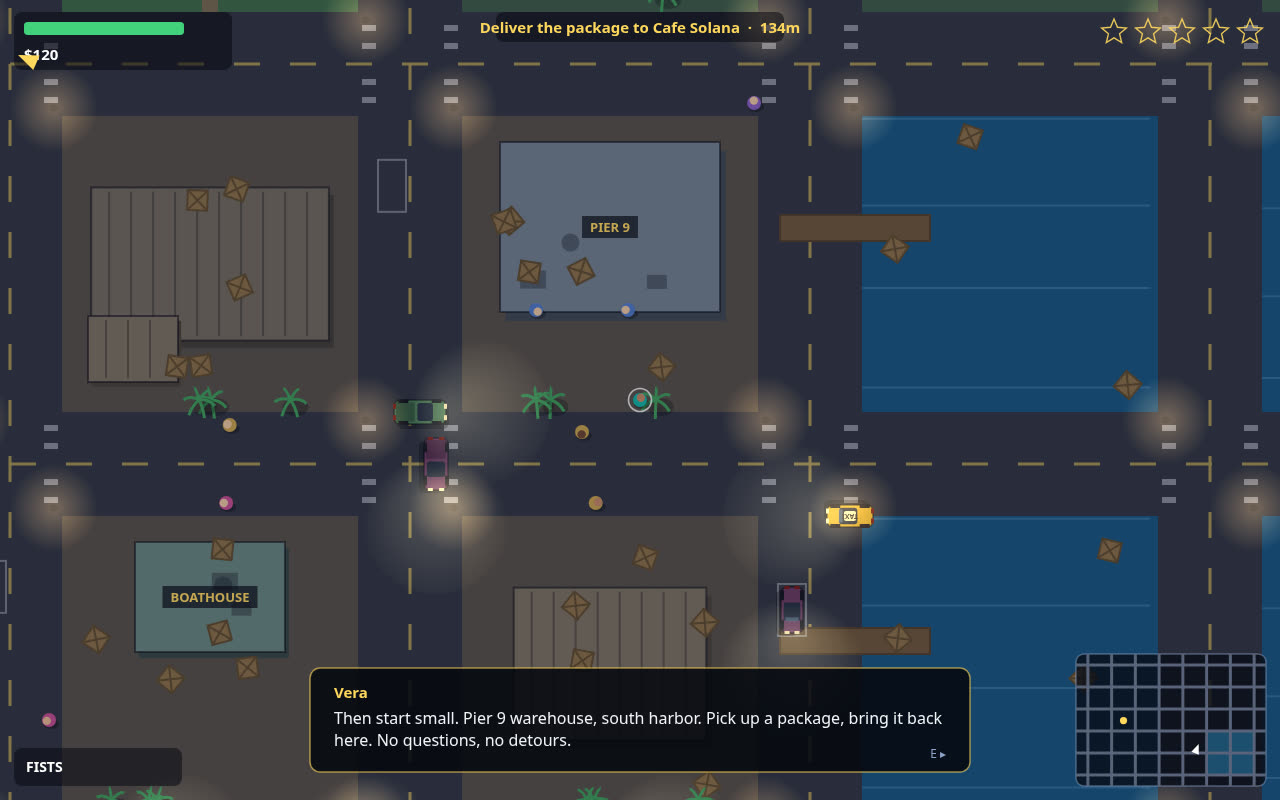 Deliver the package to Cafe Solana · 134m
$120
PIER 9
TAXI
BOATHOUSE
Vera
Then start small. Pier 9 warehouse, south harbor. Pick up a package, bring it back
here. No questions, no detours.
E ▸
FISTS